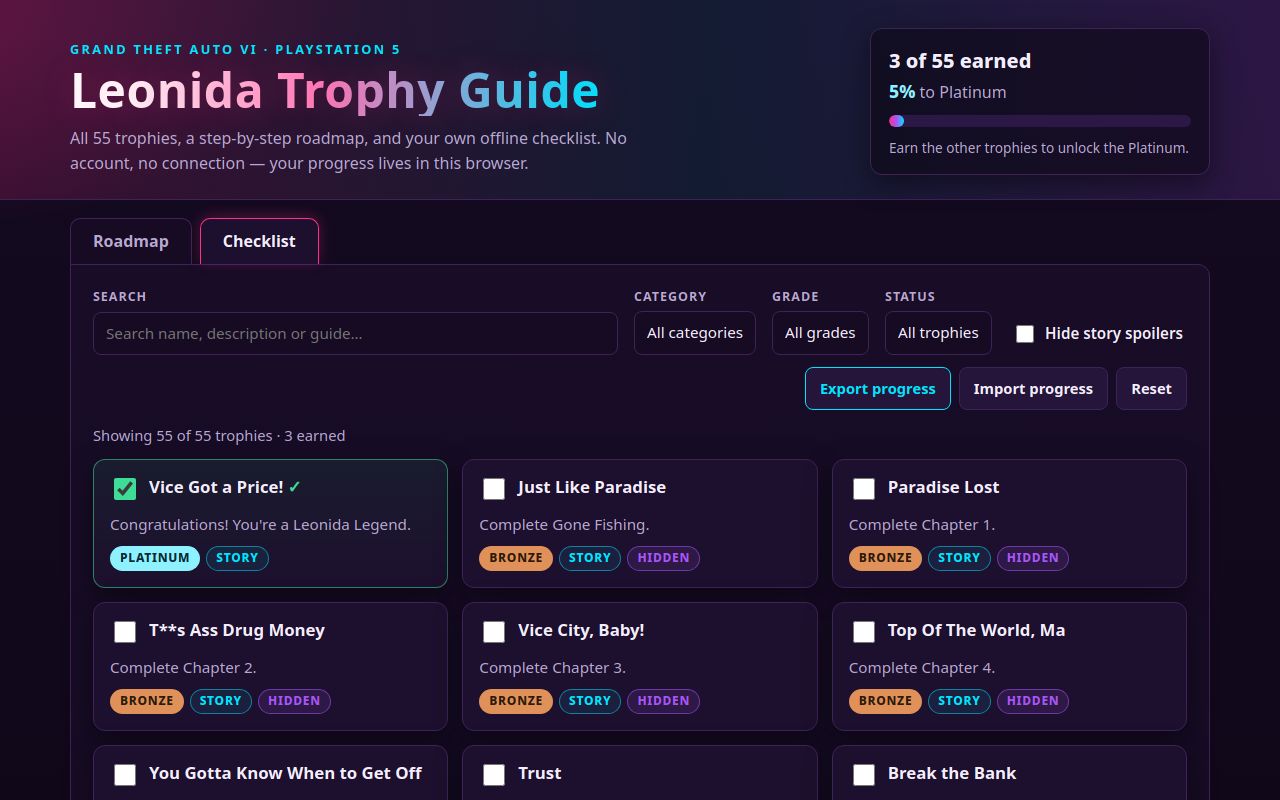 GRAND THEFT AUTO VI · PLAYSTATION 5
Leonida Trophy Guide
All 55 trophies, a step-by-step roadmap, and your own offline checklist. No
account, no connection — your progress lives in this browser.
3 of 55 earned
5% to Platinum
Earn the other trophies to unlock the Platinum.
Roadmap
Checklist
SEARCH
CATEGORY
GRADE
STATUS
Search name, description or guide…
All categories
All grades
All trophies
Hide story spoilers
Export progress
Import progress
Reset
Showing 55 of 55 trophies · 3 earned
Vice Got a Price! ✓
Congratulations! You're a Leonida Legend.
PLATINUM STORY
Just Like Paradise
Complete Gone Fishing.
BRONZE STORY HIDDEN
Paradise Lost
Complete Chapter 1.
BRONZE STORY HIDDEN
T**s Ass Drug Money
Complete Chapter 2.
BRONZE STORY HIDDEN
Vice City, Baby!
Complete Chapter 3.
BRONZE STORY HIDDEN
Top Of The World, Ma
Complete Chapter 4.
BRONZE STORY HIDDEN
You Gotta Know When to Get Off
Trust
Break the Bank